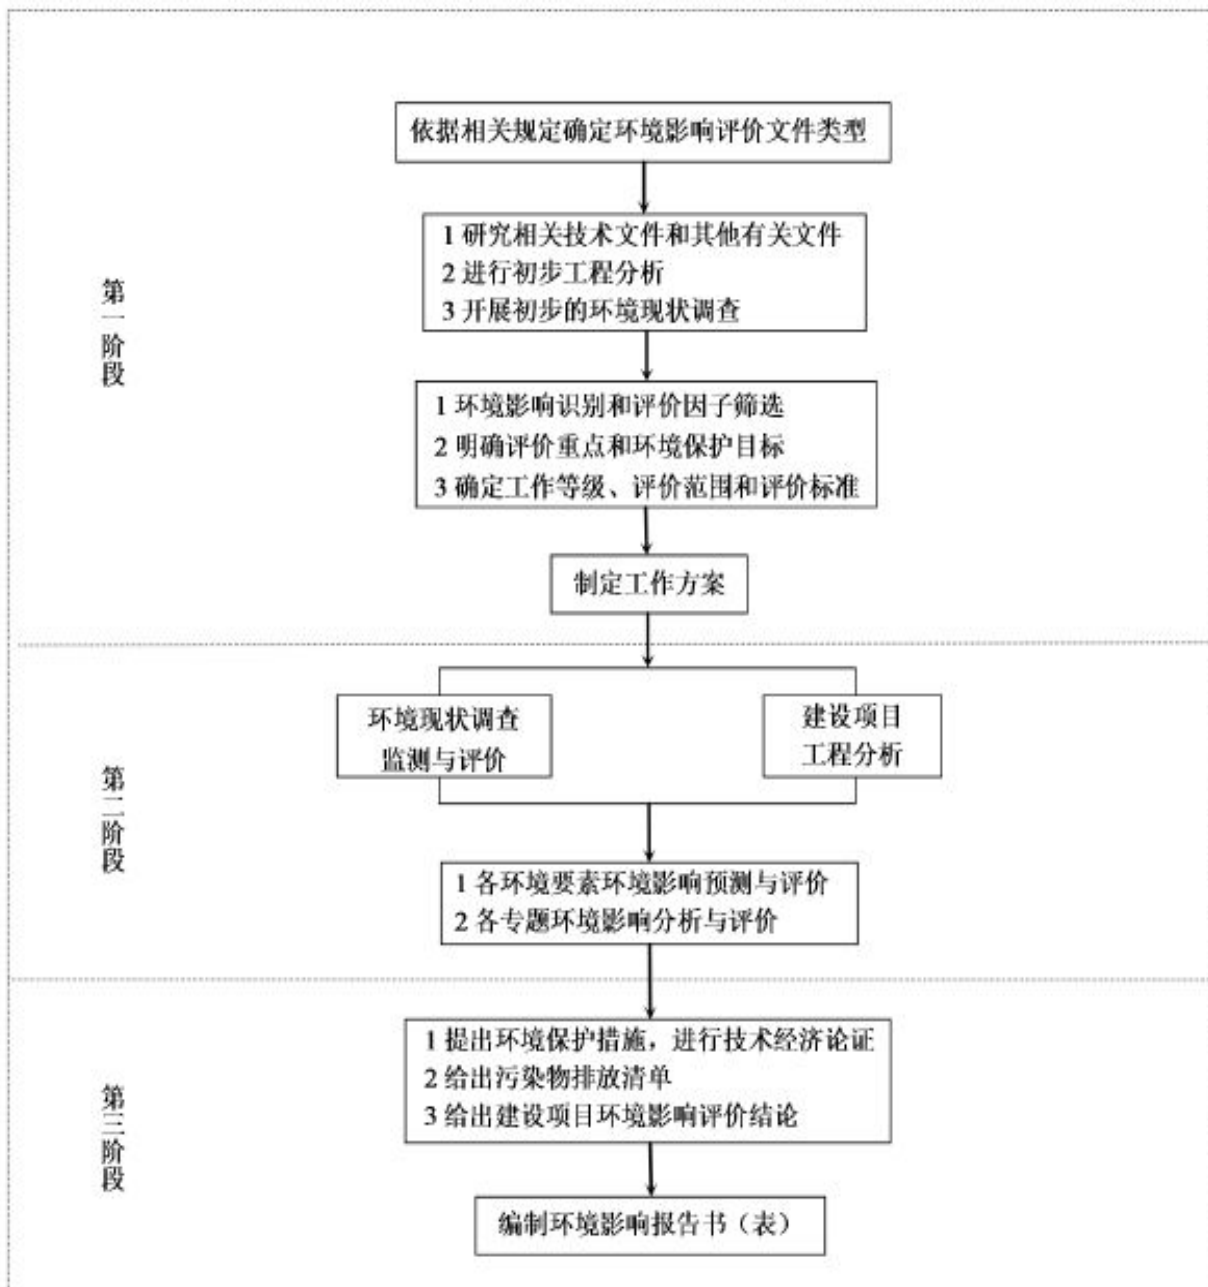 依据相关规定确定环境影响评价文件类型
1 研究相关技术文件和其他有关文件
2 进行初步工程分析
3 开展初步的环境现状调查
第一阶段
1 环境影响识别和评价因子筛选
2 明确评价重点和环境保护目标
3 确定工作等级、评价范围和评价标准
制定工作方案
环境现状调查
监测与评价
建设项目
工程分析
第二阶段
1 各环境要素环境影响预测与评价
2 各专题环境影响分析与评价
1 提出环境保护措施，进行技术经济论证
2 给出污染物排放清单
3 给出建设项目环境影响评价结论
第三阶段
编制环境影响报告书（表）